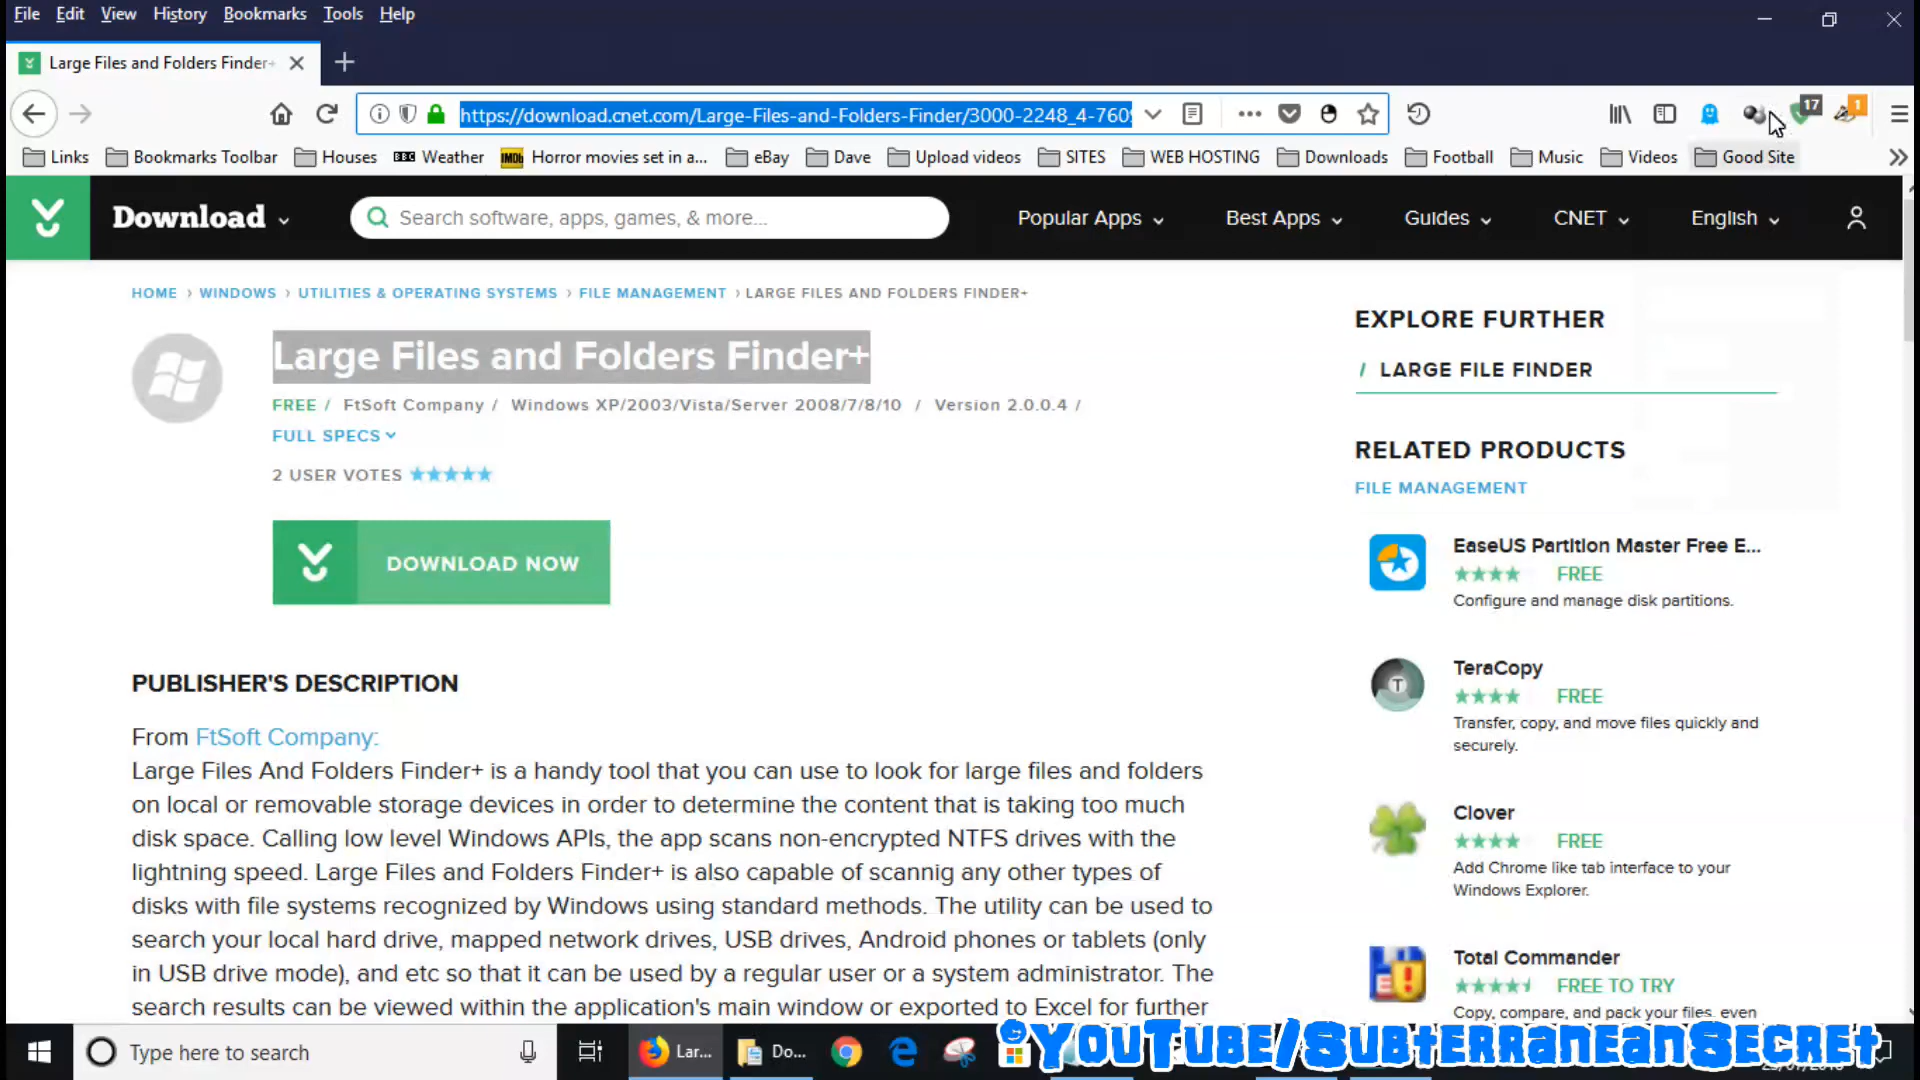 File Edit View History Bookmarks Tools Help
Large Files and Folders Finder+
https://download.cnet.com/Large-Files-and-Folders-Finder/3000-2248_4-760
17
1
Links Bookmarks Toolbar Houses BBC Weather IMDb Horror movies set in a... eBay Dave Upload videos SITES WEB HOSTING Downloads Football Music Videos Good Site
Download Search software, apps, games, & more... Popular Apps Best Apps Guides CNET English
HOME > WINDOWS > UTILITIES & OPERATING SYSTEMS > FILE MANAGEMENT > LARGE FILES AND FOLDERS FINDER+
Large Files and Folders Finder+
FREE / FtSoft Company / Windows XP/2003/Vista/Server 2008/7/8/10 / Version 2.0.0.4 /
FULL SPECS
2 USER VOTES
DOWNLOAD NOW
PUBLISHER'S DESCRIPTION
From FtSoft Company:
Large Files And Folders Finder+ is a handy tool that you can use to look for large files and folders
on local or removable storage devices in order to determine the content that is taking too much
disk space. Calling low level Windows APIs, the app scans non-encrypted NTFS drives with the
lightning speed. Large Files and Folders Finder+ is also capable of scannig any other types of
disks with file systems recognized by Windows using standard methods. The utility can be used to
search your local hard drive, mapped network drives, USB drives, Android phones or tablets (only
in USB drive mode), and etc so that it can be used by a regular user or a system administrator. The
search results can be viewed within the application's main window or exported to Excel for further
EXPLORE FURTHER
/ LARGE FILE FINDER
RELATED PRODUCTS
FILE MANAGEMENT
EaseUS Partition Master Free E...
FREE
Configure and manage disk partitions.
TeraCopy
FREE
Transfer, copy, and move files quickly and
securely.
Clover
FREE
Add Chrome like tab interface to your
Windows Explorer.
Total Commander
FREE TO TRY
Copy, compare, and pack your files, even
Type here to search
Lar...
Do...
YouTube/SubterraneanSecret